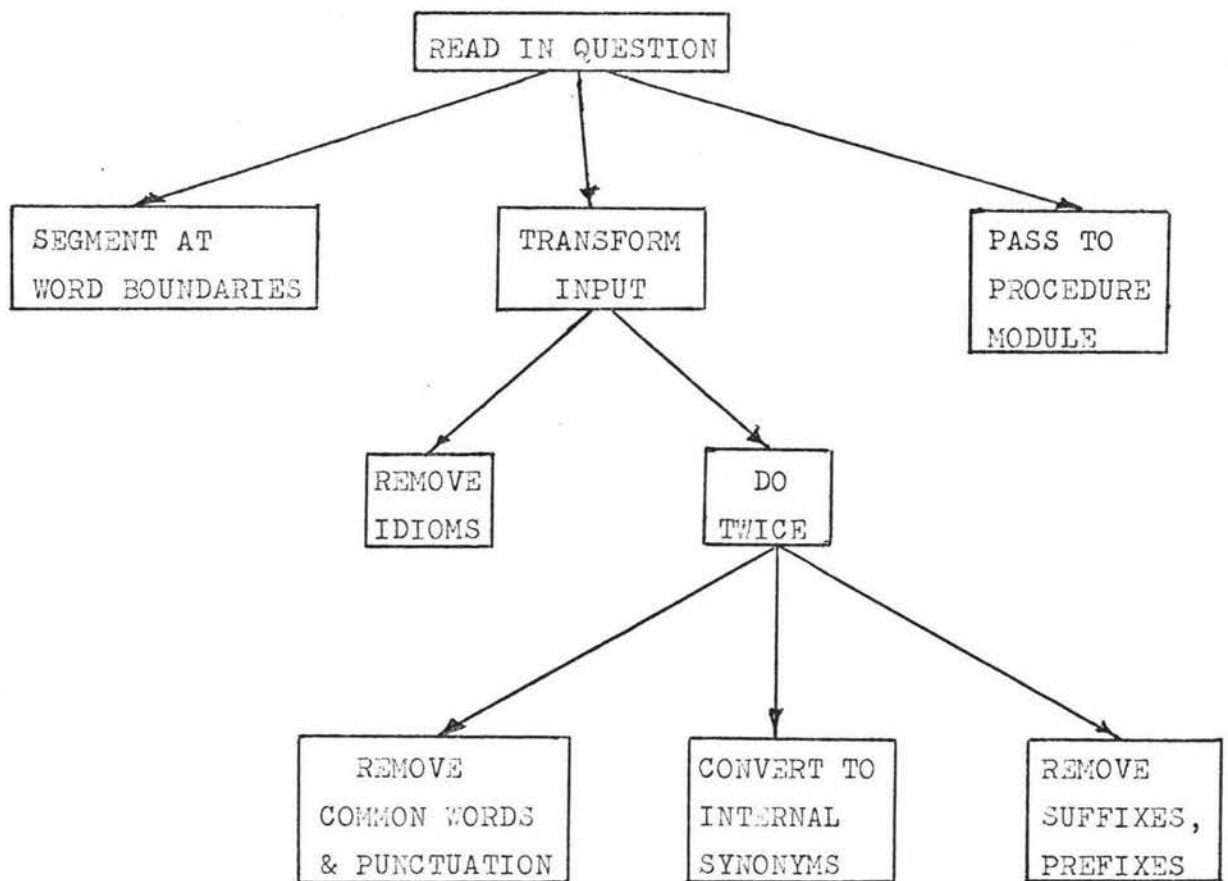 READ IN QUESTION
SEGMENT AT
WORD BOUNDARIES
TRANSFORM
INPUT
PASS TO
PROCEDURE
MODULE
REMOVE
IDIOMS
DO
TWICE
REMOVE
COMMON WORDS
& PUNCTUATION
CONVERT TO
INTERNAL
SYNONYMS
REMOVE
SUFFIXES,
PREFIXES